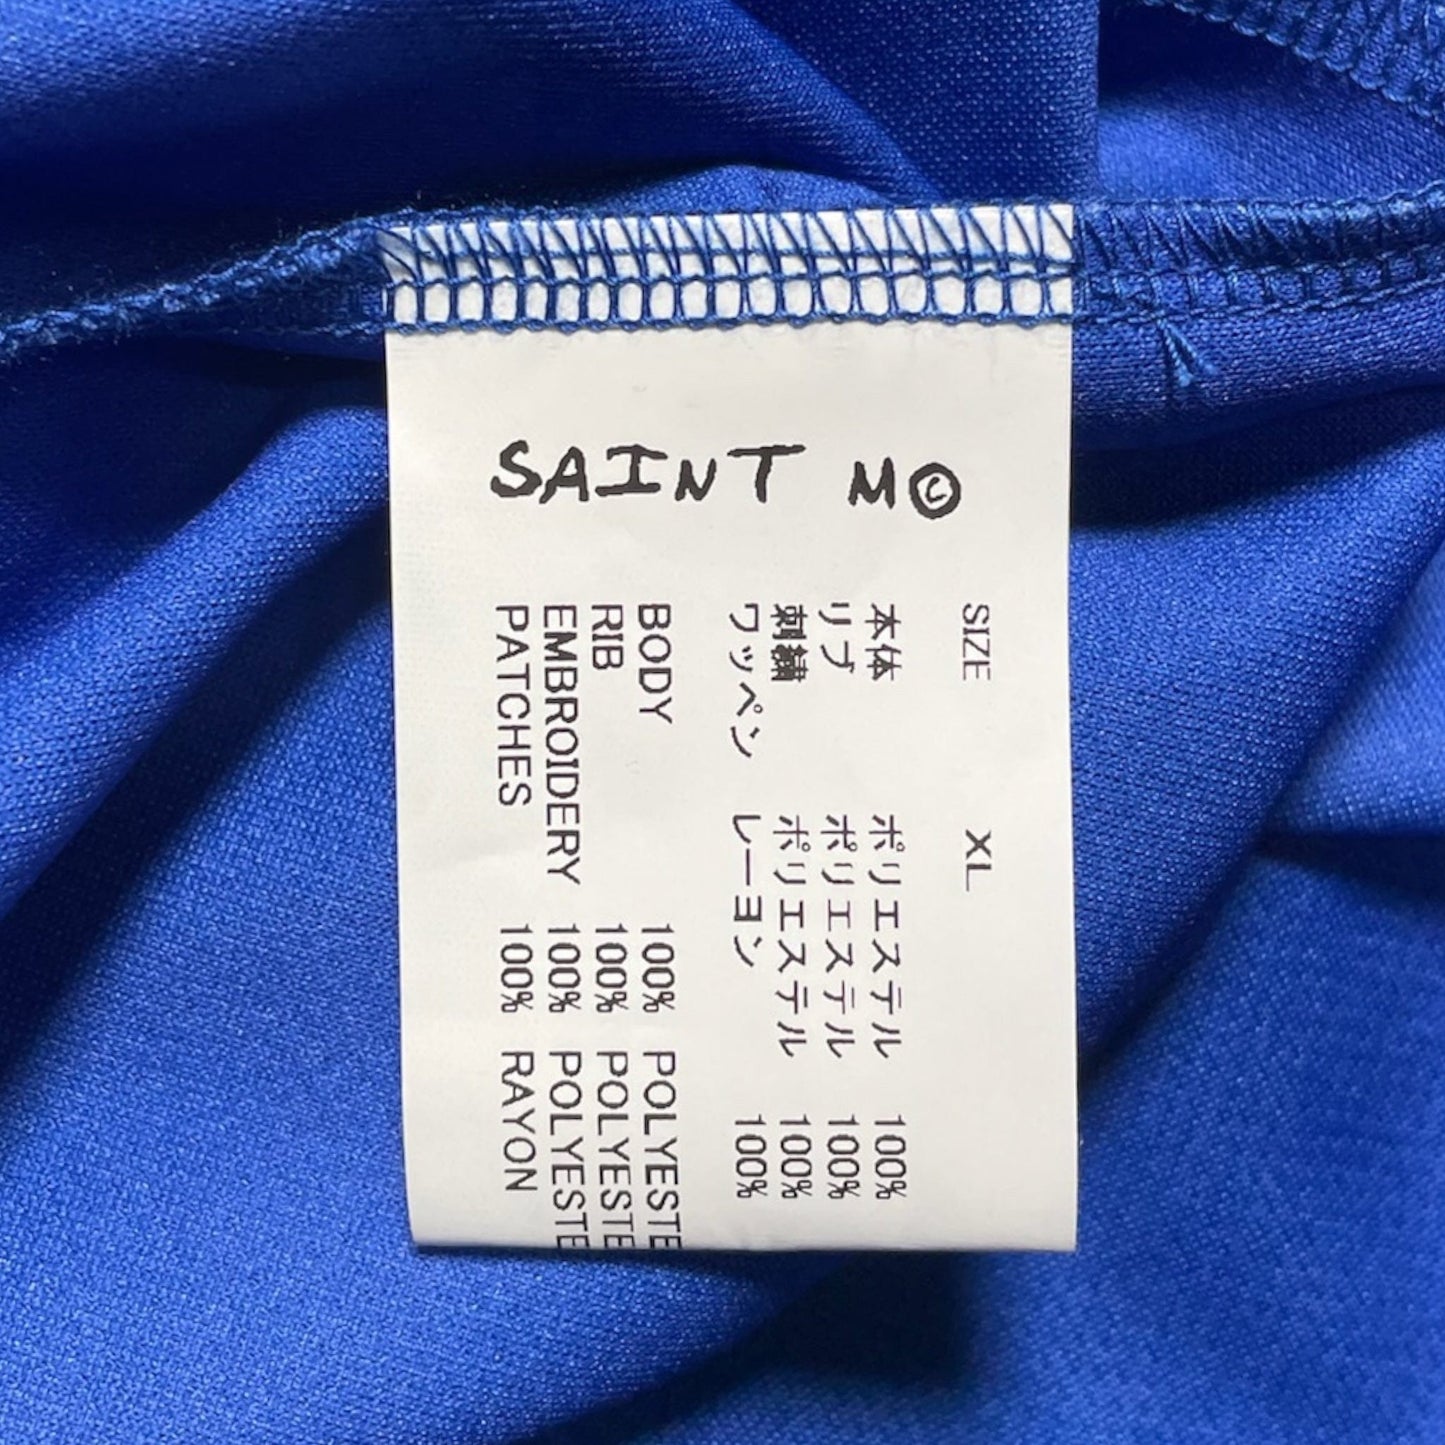 SAINT M©
SIZE XL
本体 ポリエステル 100%
リブ ポリエステル 100%
刺繍 ポリエステル 100%
ワッペン レーヨン 100%
BODY 100% POLYESTE
RIB 100% POLYESTE
EMBROIDERY 100% POLYESTE
PATCHES 100% RAYON